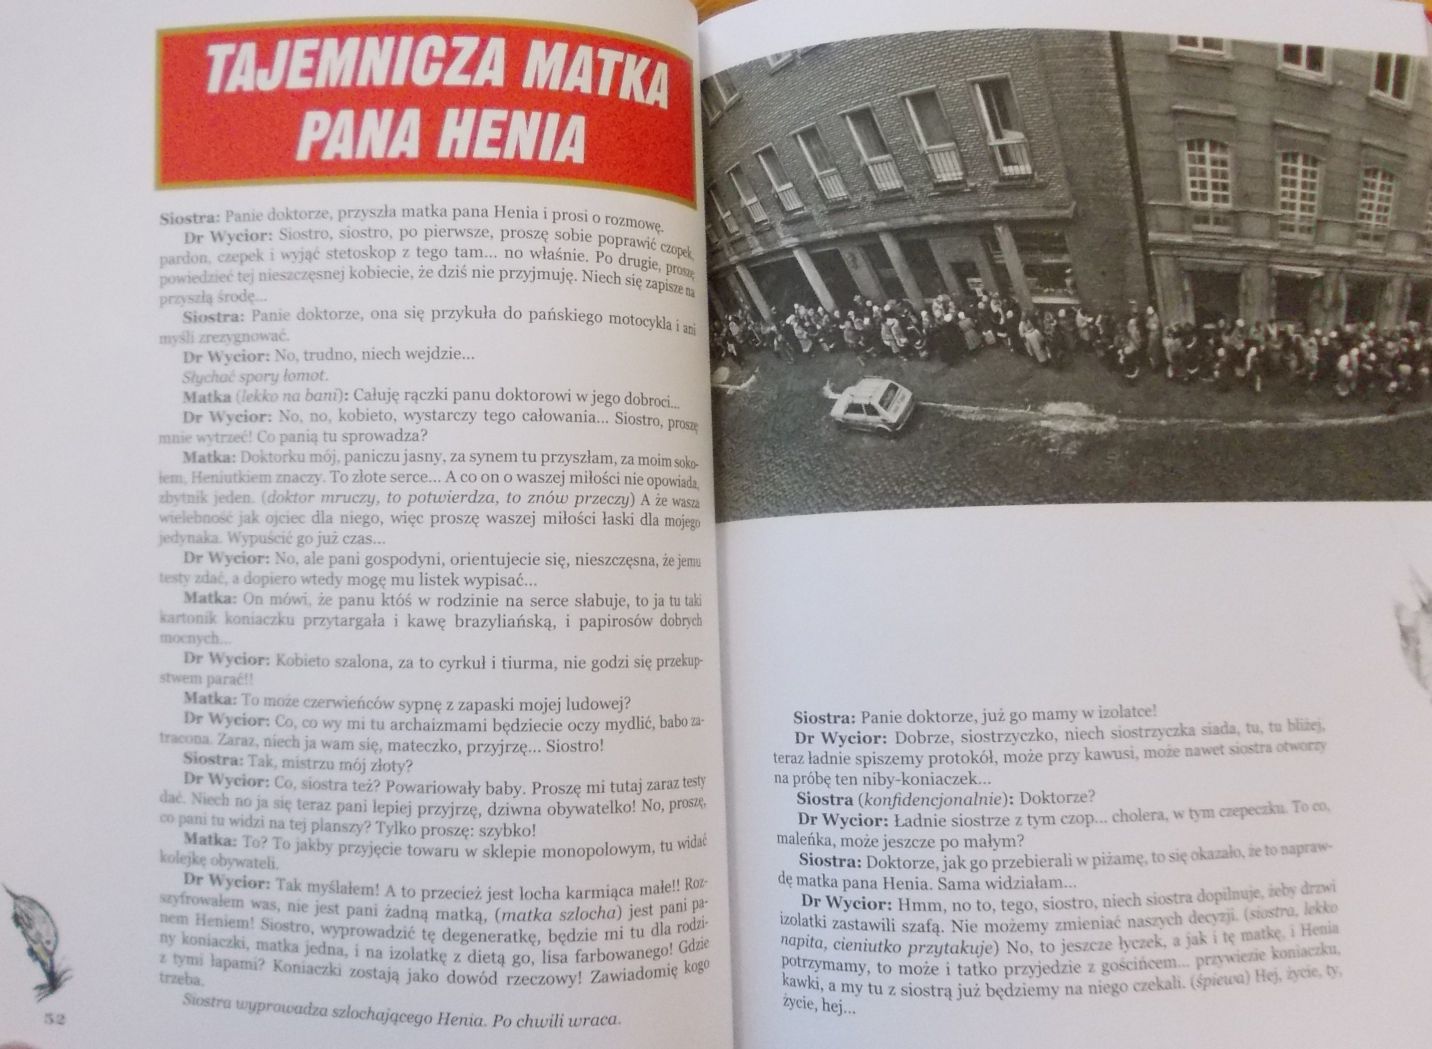 TAJEMNICZA MATKA
PANA HENIA
Siostra: Panie doktorze, przyszła matka pana Henia i prosi o rozmowę.
Dr Wycior: Siostro, siostro, po pierwsze, proszę sobie poprawić czopek,
pardon, czepek i wyjąć stetoskop z tego tam... no właśnie. Po drugie, proszę
powiedzieć tej nieszczęsnej kobiecie, że dziś nie przyjmuję. Niech się zapisze na
przyszłą środę...
Siostra: Panie doktorze, ona się przykuła do pańskiego motocykla i ani
myśli zrezygnować.
Dr Wycior: No, trudno, niech wejdzie...
Słychać spory łomot.
Matka (lekko na bani): Całuję rączki panu doktorowi w jego dobroci...
Dr Wycior: No, no, kobieto, wystarczy tego całowania... Siostro, proszę
mnie wytrzeć! Co panią tu sprowadza?
Matka: Doktorku mój, paniczu jasny, za synem tu przyszłam, za moim soko-
łem, Heniutkiem znaczy. To złote serce... A co on o waszej miłości nie opowiada,
zbytnik jeden. (doktor mruczy, to potwierdza, to znów przeczy) A że wasza
wielebność jak ojciec dla niego, więc proszę waszej miłości łaski dla mojego
jedynaka. Wypuścić go już czas...
Dr Wycior: No, ale pani gospodyni, orientujecie się, nieszczęsna, że jemu
testy zdać, a dopiero wtedy mogę mu listek wypisać...
Matka: On mówi, że panu któś w rodzinie na serce słabuje, to ja tu taki
kartonik koniaczku przytargała i kawę brazyliańską, i papirosów dobrych
mocnych...
Dr Wycior: Kobieto szalona, za to cyrkuł i tiurma, nie godzi się przekup-
stwem parać!!
Matka: To może czerwieńców sypnę z zapaski mojej ludowej?
Dr Wycior: Co, co wy mi tu archaizmami będziecie oczy mydlić, babo za-
tracona. Zaraz, niech ja wam się, mateczko, przyjrzę... Siostro!
Siostra: Tak, mistrzu mój złoty?
Dr Wycior: Co, siostra też? Powariowały baby. Proszę mi tutaj zaraz testy
dać. Niech no ja się teraz pani lepiej przyjrzę, dziwna obywatelko! No, proszę,
co pani tu widzi na tej planszy? Tylko proszę: szybko!
Matka: To? To jakby przyjęcie towaru w sklepie monopolowym, tu widać
kolejkę obywateli.
Dr Wycior: Tak myślałem! A to przecież jest locha karmiąca małe!! Roz-
szyfrowałem was, nie jest pani żadną matką, (matka szlocha) jest pani pa-
nem Heniem! Siostro, wyprowadzić tę degeneratkę, będzie mi tu dla rodzi-
ny koniaczki, matka jedna, i na izolatkę z dietą go, lisa farbowanego! Gdzie
z tymi łapami? Koniaczki zostają jako dowód rzeczowy! Zawiadomię kogo
trzeba.
Siostra wyprowadza szlochającego Henia. Po chwili wraca.
52
Siostra: Panie doktorze, już go mamy w izolatce!
Dr Wycior: Dobrze, siostrzyczko, niech siostrzyczka siada, tu, tu bliżej,
teraz ładnie spiszemy protokół, może przy kawusi, może nawet siostra otworzy
na próbę ten niby-koniaczek...
Siostra (konfidencjonalnie): Doktorze?
Dr Wycior: Ładnie siostrze z tym czop... cholera, w tym czepeczku. To co,
maleńka, może jeszcze po małym?
Siostra: Doktorze, jak go przebierali w piżamę, to się okazało, że to napraw-
dę matka pana Henia. Sama widziałam...
Dr Wycior: Hmm, no to, tego, siostro, niech siostra dopilnuje, żeby drzwi
izolatki zastawili szafą. Nie możemy zmieniać naszych decyzji. (siostra, lekko
napita, cieniutko przytakuje) No, to jeszcze łyczek, a jak i tę matkę, i Henia
potrzymamy, to może i tatko przyjedzie z gościńcem... przywiezie koniaczku,
kawki, a my tu z siostrą już będziemy na niego czekali. (śpiewa) Hej, życie, ty,
życie, hej...